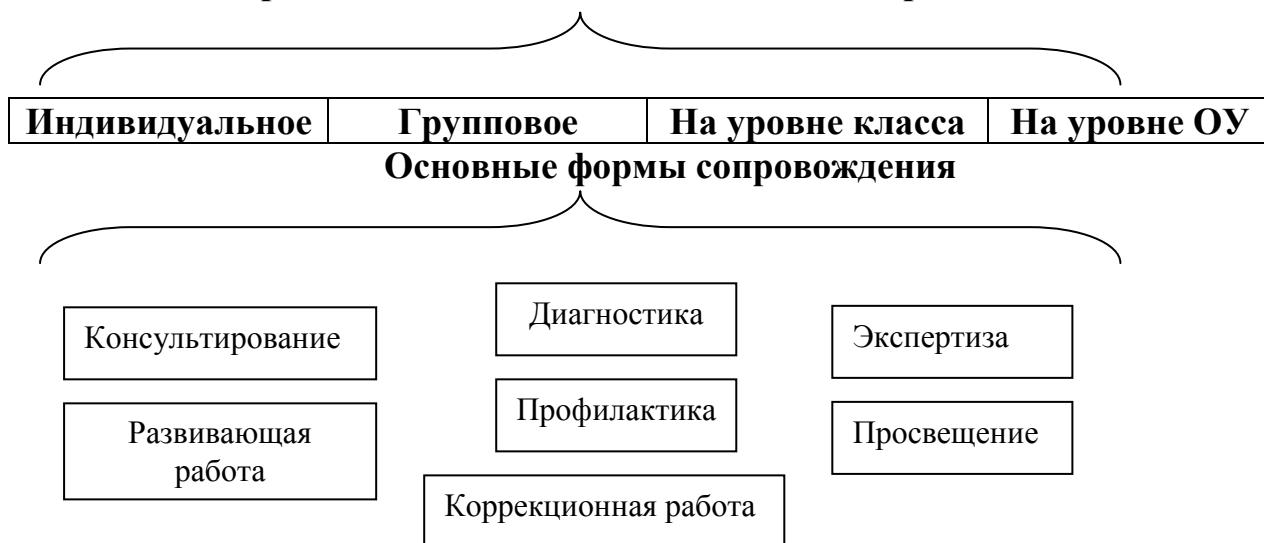 Индивидуальное
Групповое
На уровне класса
На уровне ОУ
Основные формы сопровождения
Консультирование
Диагностика
Экспертиза
Развивающая
работа
Профилактика
Просвещение
Коррекционная работа